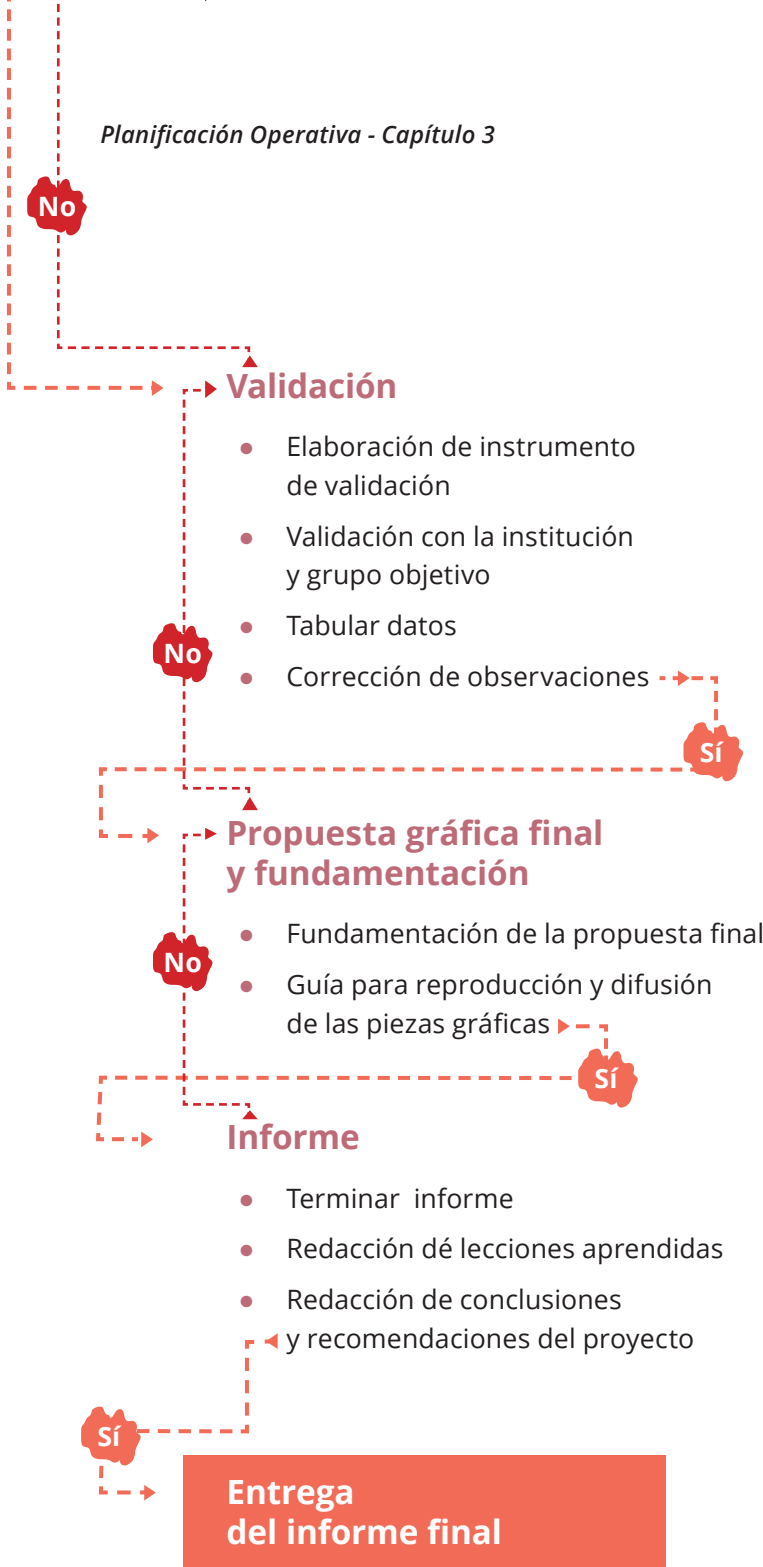 Planificación Operativa - Capítulo 3
No
Validación
Elaboración de instrumento
de validación
Validación con la institución
y grupo objetivo
Tabular datos
No
Corrección de observaciones
Sí
Propuesta gráfica final
y fundamentación
Fundamentación de la propuesta final
No
Guía para reproducción y difusión
de las piezas gráficas
Sí
Informe
Terminar  informe
Redacción dé lecciones aprendidas
Redacción de conclusiones
y recomendaciones del proyecto
Sí
Entrega
del informe final